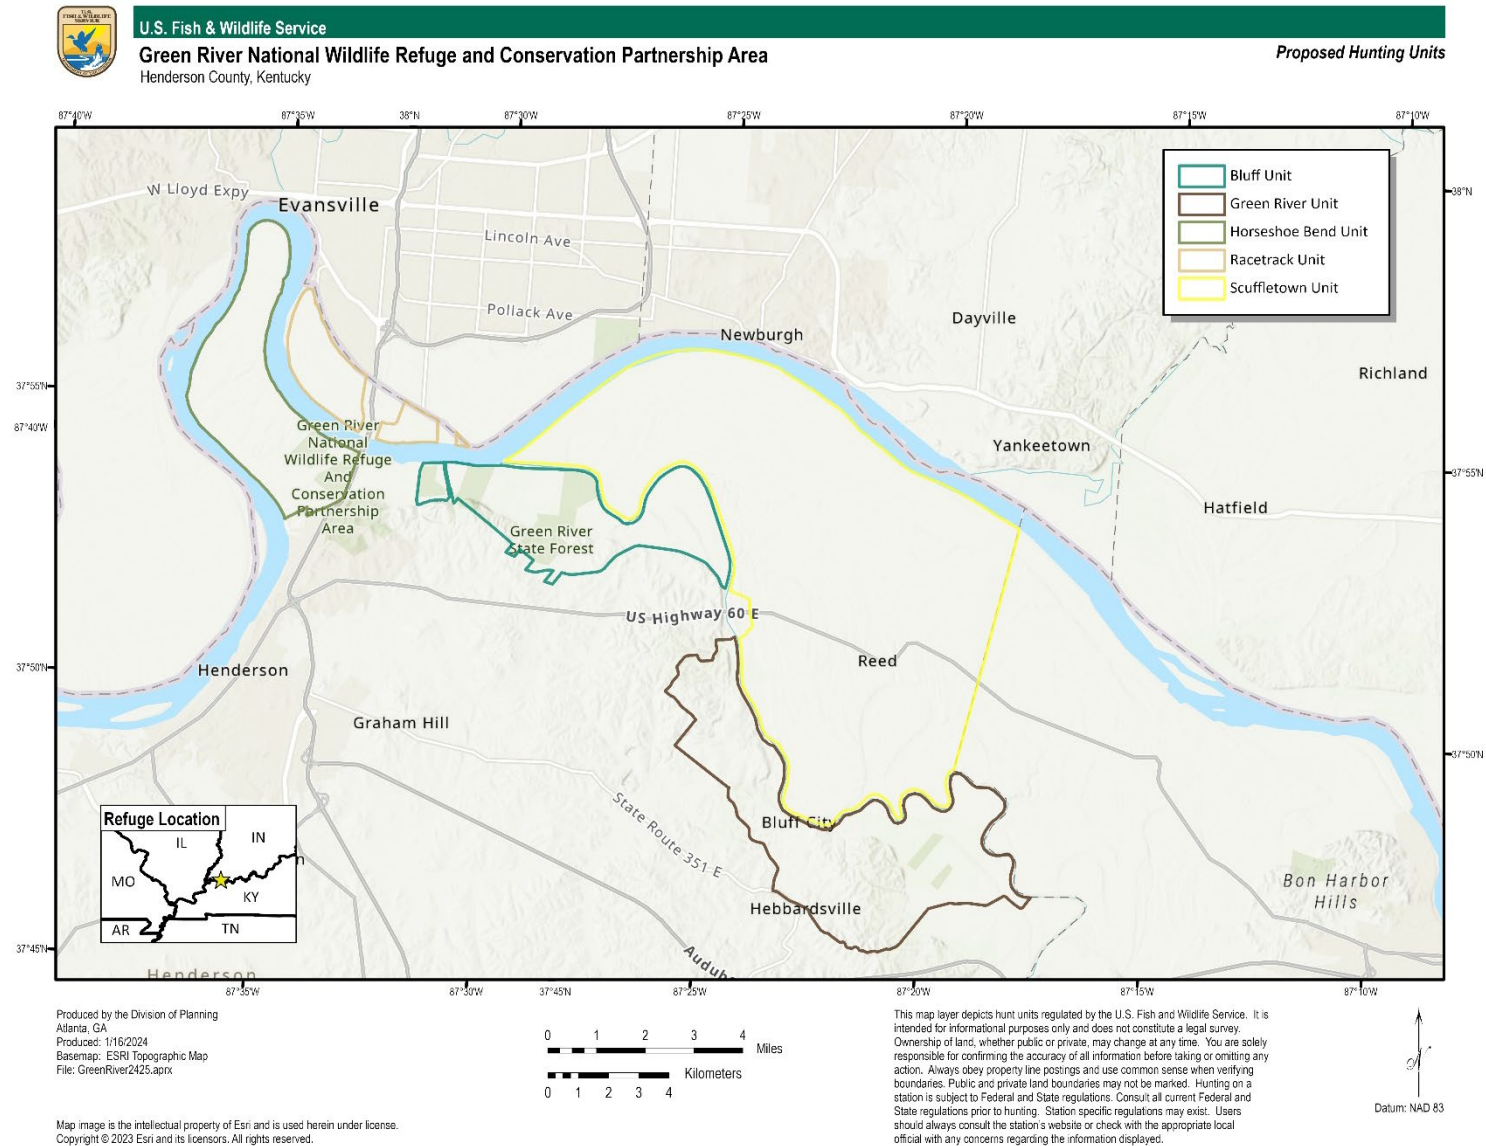 U.S.
FISH & WILDLIFE
SERVICE
U.S. Fish & Wildlife Service
Green River National Wildlife Refuge and Conservation Partnership Area
Proposed Hunting Units
Henderson County, Kentucky
87°40'W 87°35'W 38°N 87°30'W 87°25'W 87°20'W 87°15'W 87°10'W
Bluff Unit
Green River Unit
Horseshoe Bend Unit
Racetrack Unit
Scuffletown Unit
N Lloyd Expy
38°N
Evansville
Lincoln Ave
Pollack Ave
Dayville
Newburgh
Richland
37°55'N
87°40'W
Green River
National
Wildlife Refuge
And
Conservation
Partnership
Area
Yankeetown
37°55'N
Hatfield
Green River
State Forest
US Highway 60 E
Reed
37°50'N
Henderson
Graham Hill
37°50'N
State Route 351 E
Bluff City
Refuge Location
IL
IN
MO
KY
AR
TN
n
Bon Harbor
Hills
Hebbardsville
37°45'N
Audub
Henderson
87°35'W 87°30'W 37°45'N 87°25'W 87°20'W 87°15'W 87°10'W
Produced by the Division of Planning
Atlanta, GA
Produced: 1/16/2024
Basemap: ESRI Topographic Map
File: GreenRiver2425.aprx
0 1 2 3 4
Miles
Kilometers
0 1 2 3 4
This map layer depicts hunt units regulated by the U.S. Fish and Wildlife Service. It is
intended for informational purposes only and does not constitute a legal survey.
Ownership of land, whether public or private, may change at any time. You are solely
responsible for confirming the accuracy of all information before taking or omitting any
action. Always obey property line postings and use common sense when verifying
boundaries. Public and private land boundaries may not be marked. Hunting on a
station is subject to Federal and State regulations. Consult all current Federal and
State regulations prior to hunting. Station specific regulations may exist. Users
should always consult the station's website or check with the appropriate local
official with any concerns regarding the information displayed.
N
Datum: NAD 83
Map image is the intellectual property of Esri and is used herein under license.
Copyright © 2023 Esri and its licensors. All rights reserved.